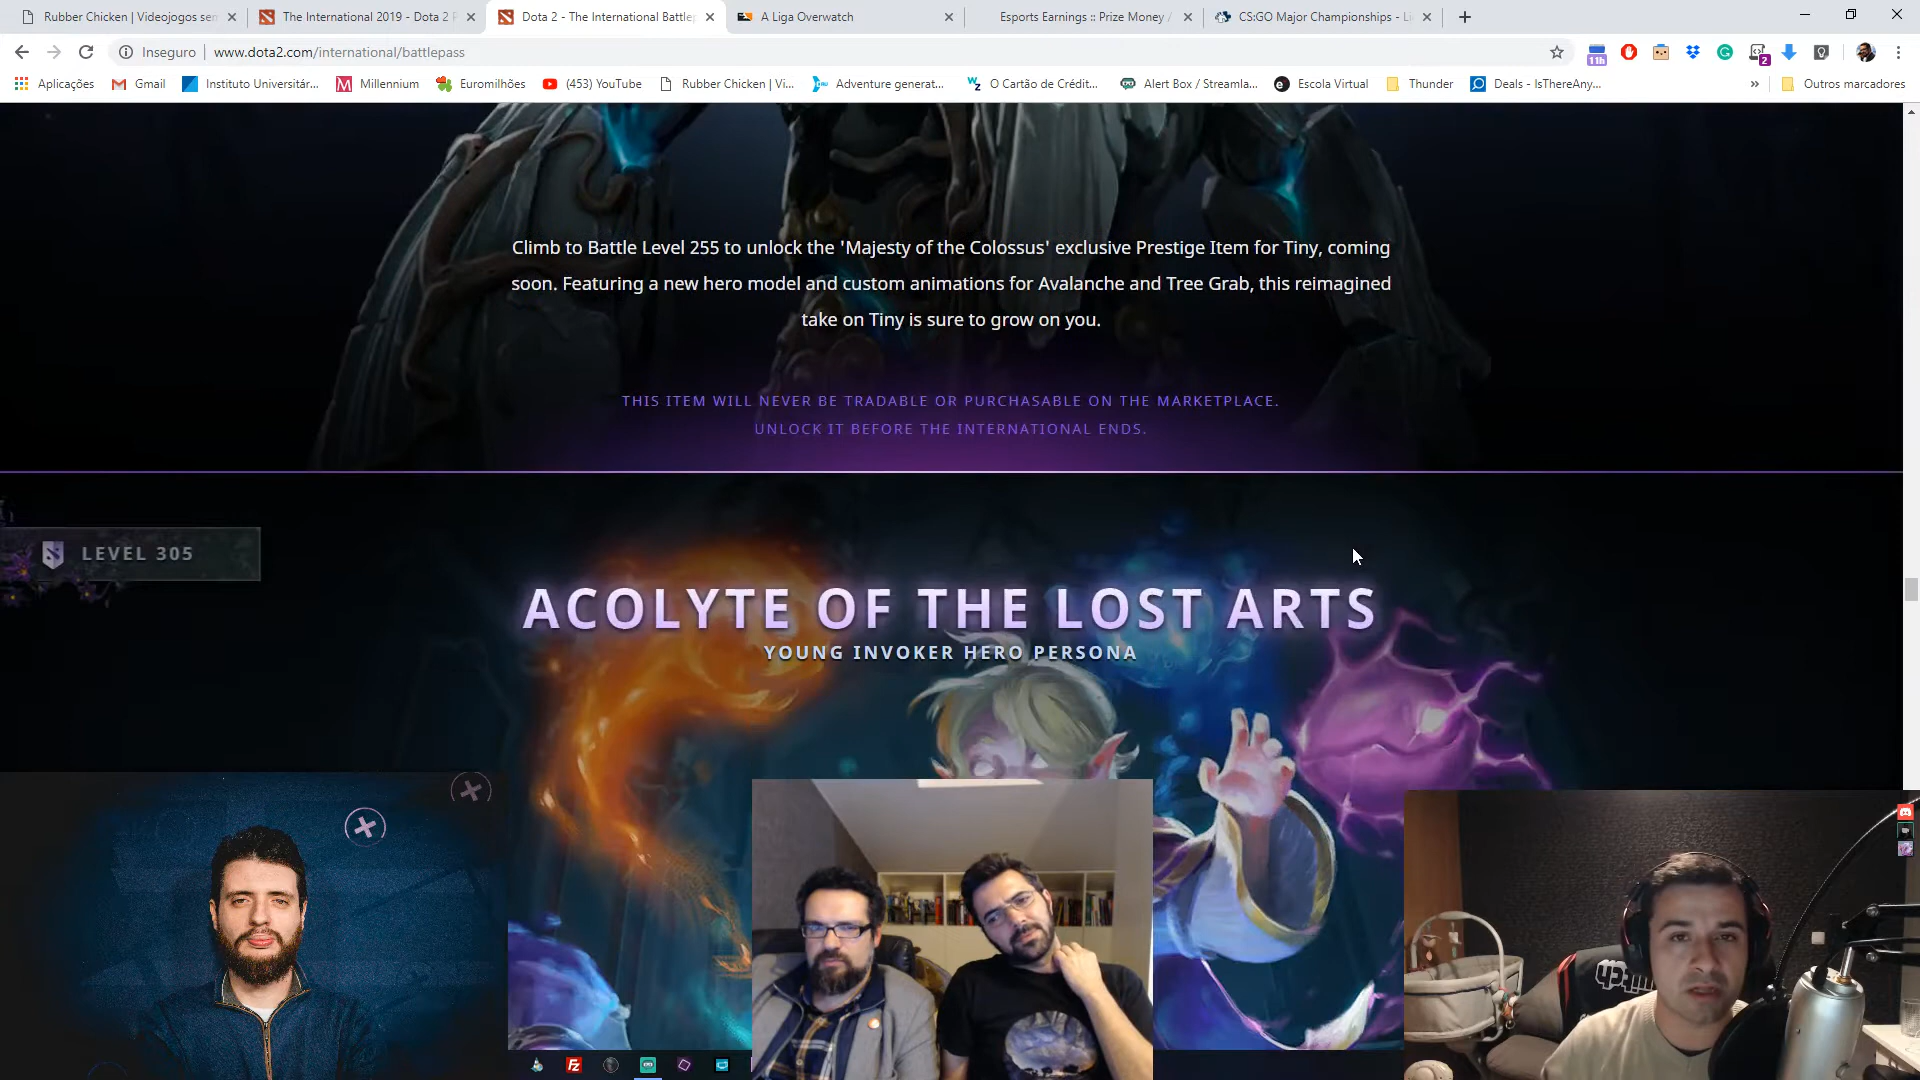 Rubber Chicken | Videojogos sem
The International 2019 - Dota 2 P
Dota 2 - The International Battlep
A Liga Overwatch
Esports Earnings :: Prize Money /
CS:GO Major Championships - Li
Inseguro
www.dota2.com/international/battlepass
11h
2
Aplicações
Gmail
Instituto Universitár...
Millennium
Euromilhões
(453) YouTube
Rubber Chicken | Vi...
Adventure generat...
O Cartão de Crédit...
Alert Box / Streamla...
Escola Virtual
Thunder
Deals - IsThereAny...
»
Outros marcadores
Climb to Battle Level 255 to unlock the 'Majesty of the Colossus' exclusive Prestige Item for Tiny, coming
soon. Featuring a new hero model and custom animations for Avalanche and Tree Grab, this reimagined
take on Tiny is sure to grow on you.
THIS ITEM WILL NEVER BE TRADABLE OR PURCHASABLE ON THE MARKETPLACE.
UNLOCK IT BEFORE THE INTERNATIONAL ENDS.
LEVEL 305
ACOLYTE OF THE LOST ARTS
YOUNG INVOKER HERO PERSONA